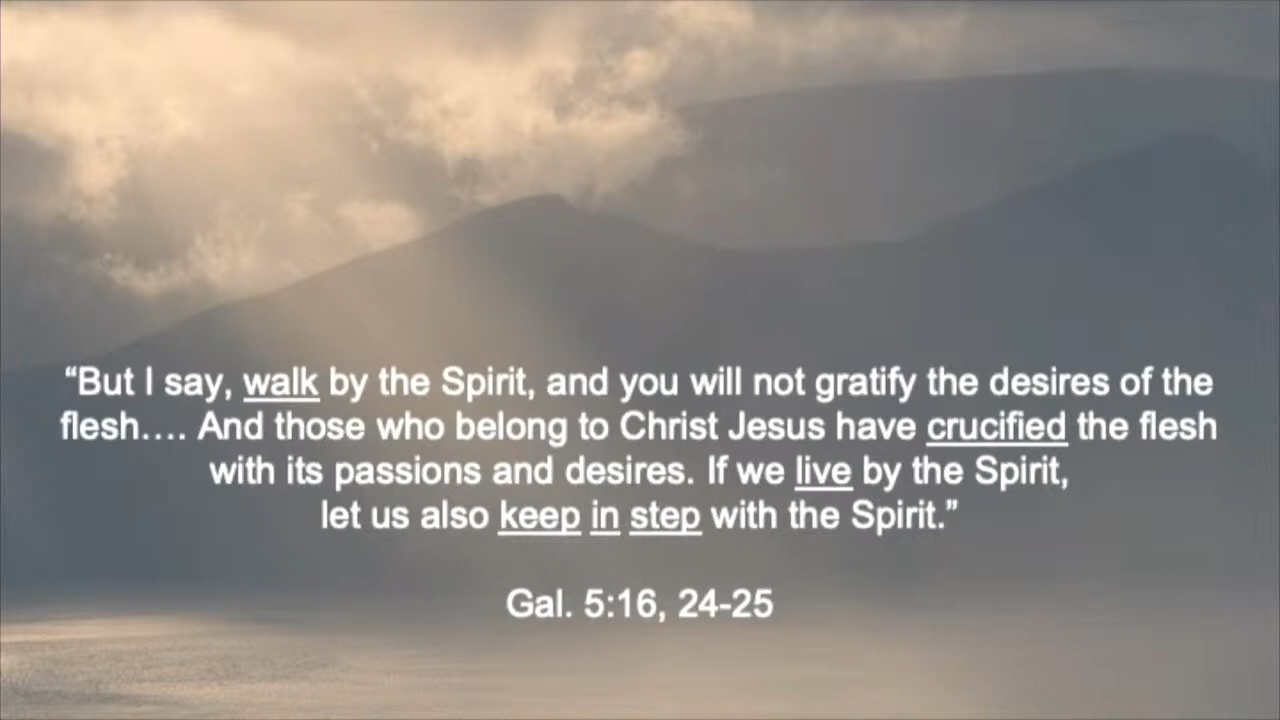 “But I say, walk by the Spirit, and you will not gratify the desires of the
flesh…. And those who belong to Christ Jesus have crucified the flesh
with its passions and desires. If we live by the Spirit,
let us also keep in step with the Spirit.”
Gal. 5:16, 24-25